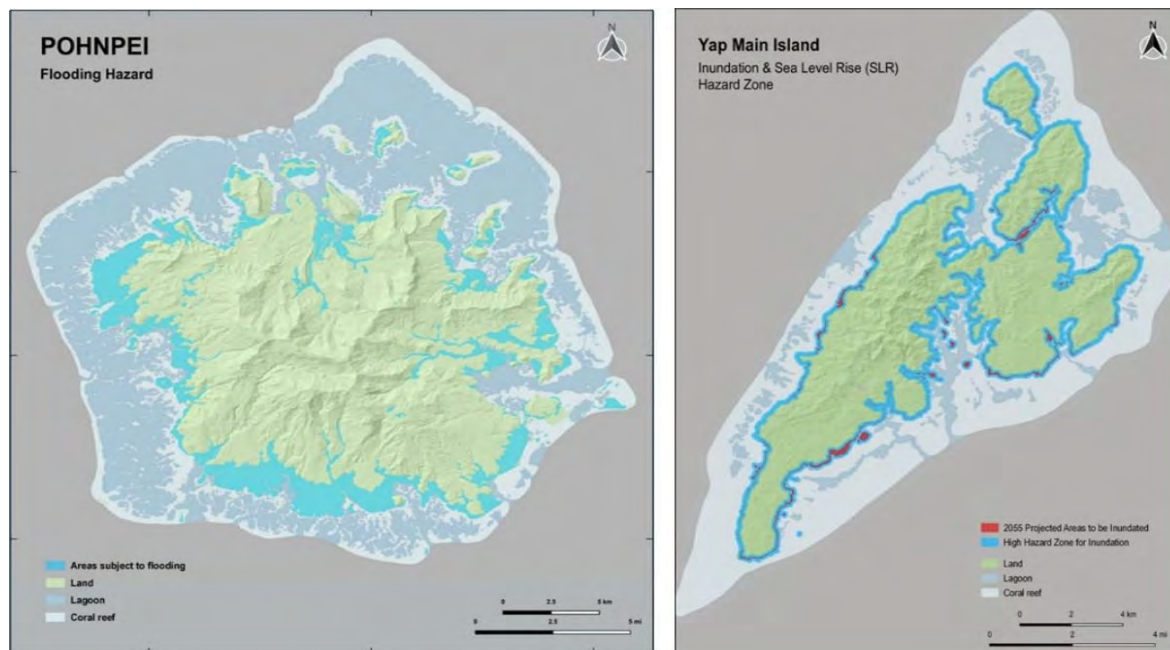 POHNPEI
Flooding Hazard
N
Areas subject to flooding
Land
Lagoon
Coral reef
0 2.5 5 km
0 2.5 5 mi
Yap Main Island
Inundation & Sea Level Rise (SLR)
Hazard Zone
N
2055 Projected Areas to be Inundated
High Hazard Zone for Inundation
Land
Lagoon
Coral reef
0 2 4 km
0 2 4 mi